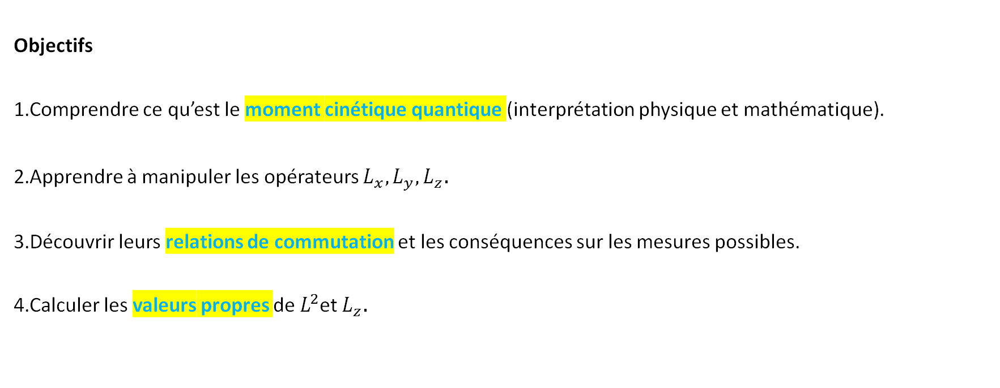 Objectifs
1.Comprendre ce qu’est le moment cinétique quantique (interprétation physique et mathématique).
2.Apprendre à manipuler les opérateurs Lₓ, L_y, L_z.
3.Découvrir leurs relations de commutation et les conséquences sur les mesures possibles.
4.Calculer les valeurs propres de L² et L_z.